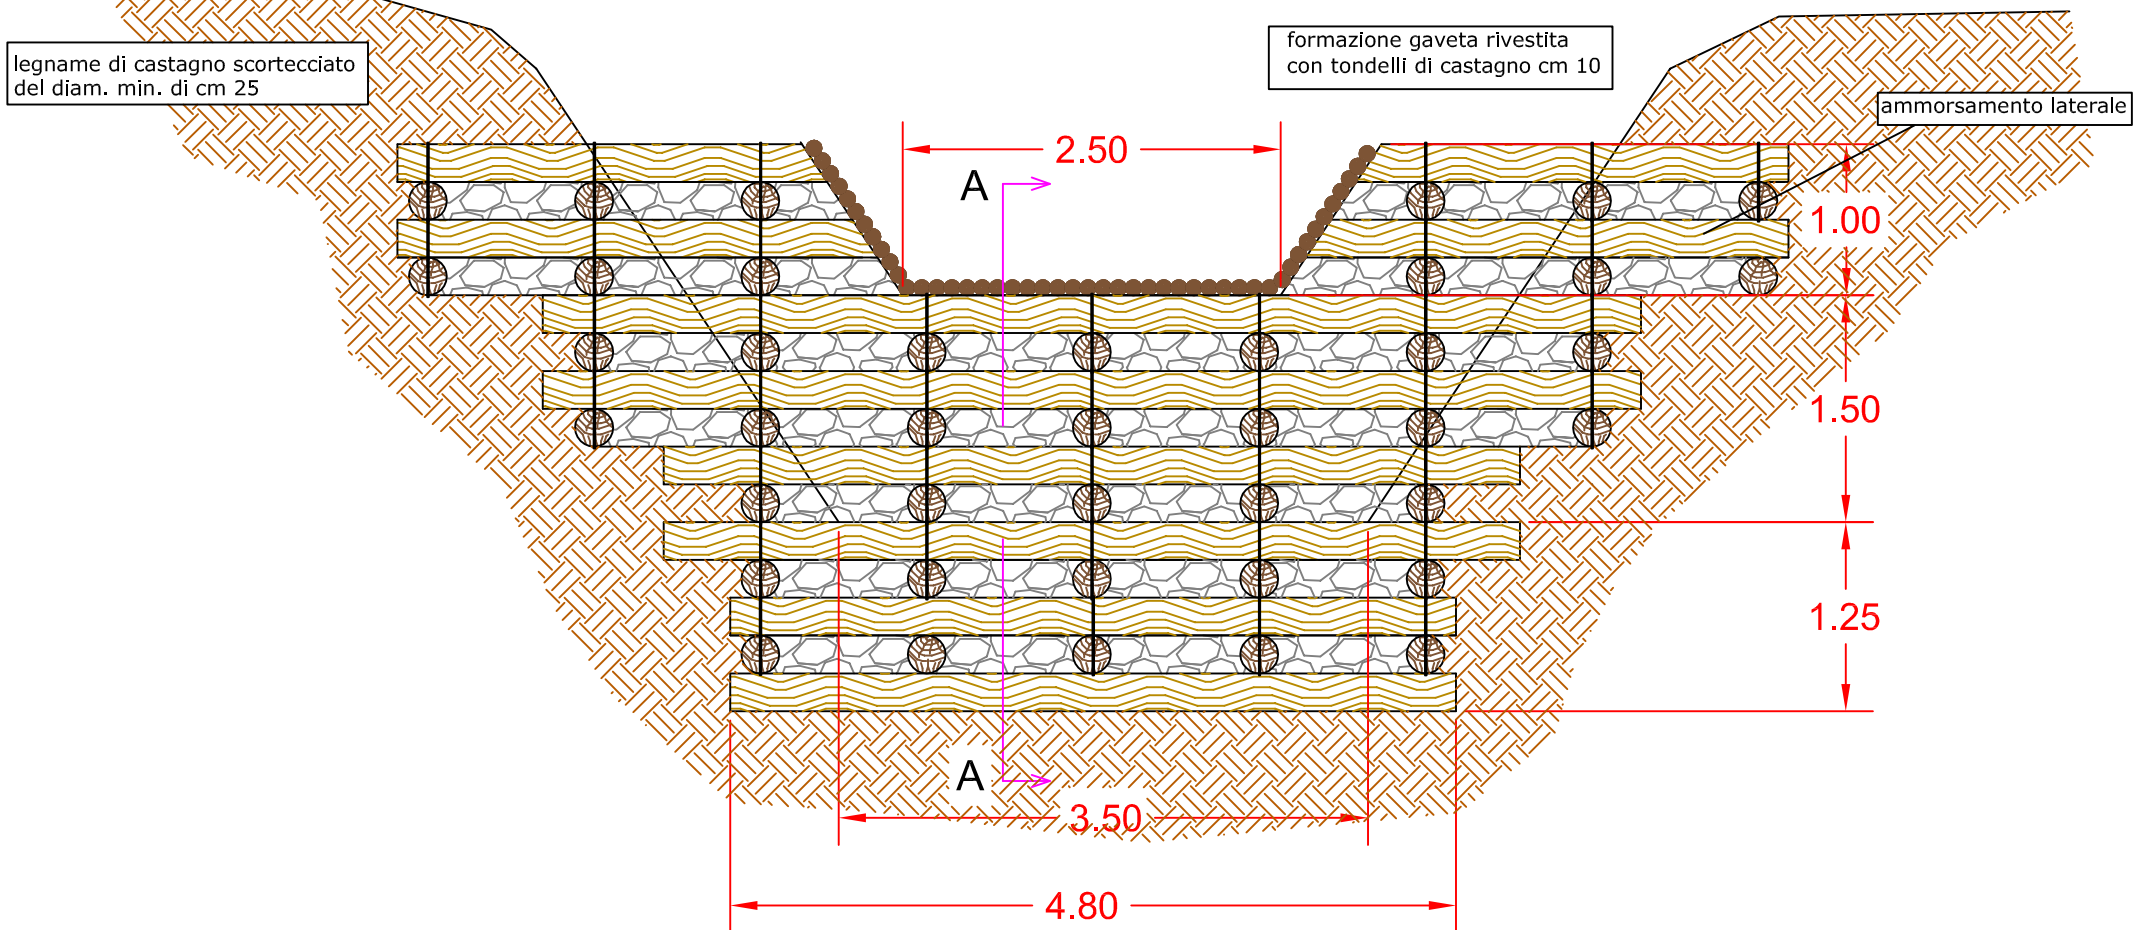 legname di castagno scortecciato
del diam. min. di cm 25
formazione gaveta rivestita
con tondelli di castagno cm 10
ammorsamento laterale
2.50
A
1.00
1.50
1.25
A
3.50
4.80